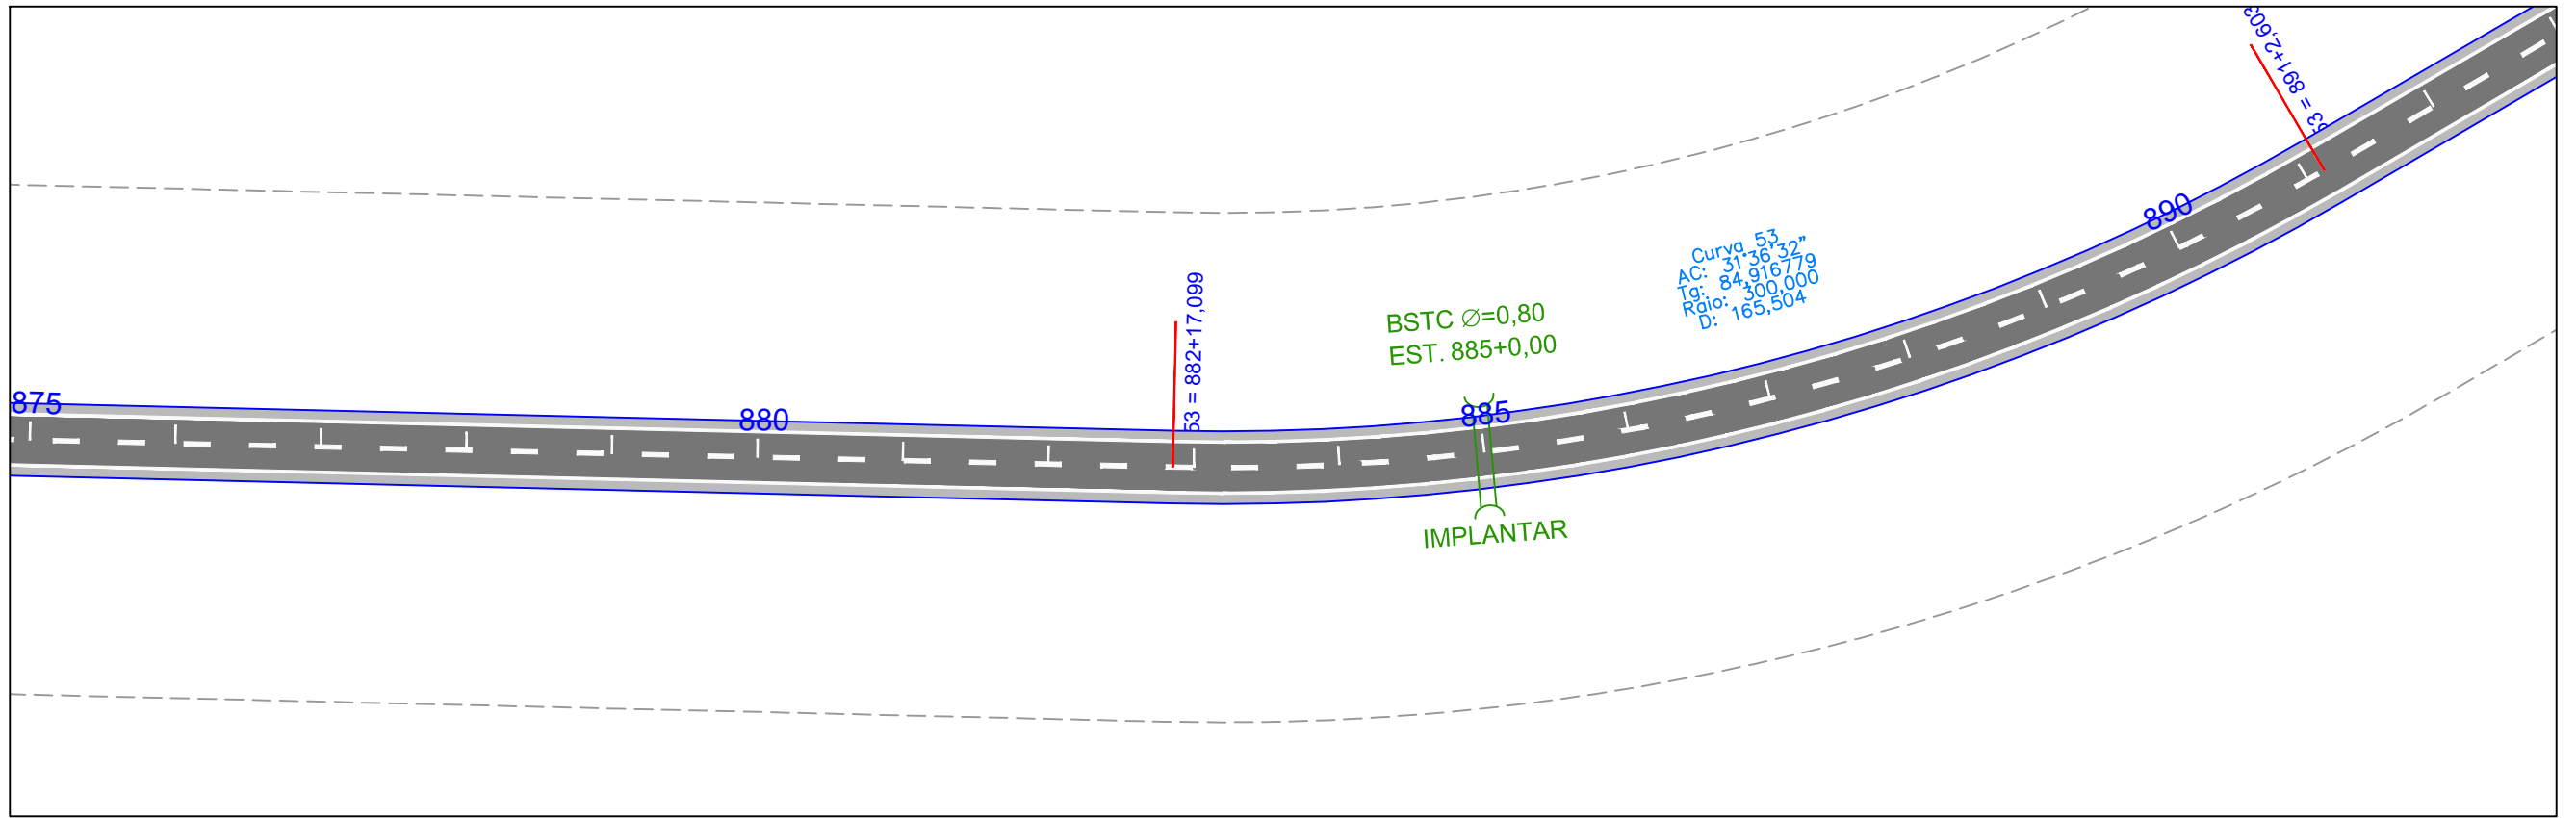 53 = 891+2,603
890
Curva 53
AC: 31°36'32"
Tg: 84,916779
Raio: 300,000
D: 165,504
53 = 882+17,099
BSTC ∅=0,80
EST. 885+0,00
875
880
885
IMPLANTAR